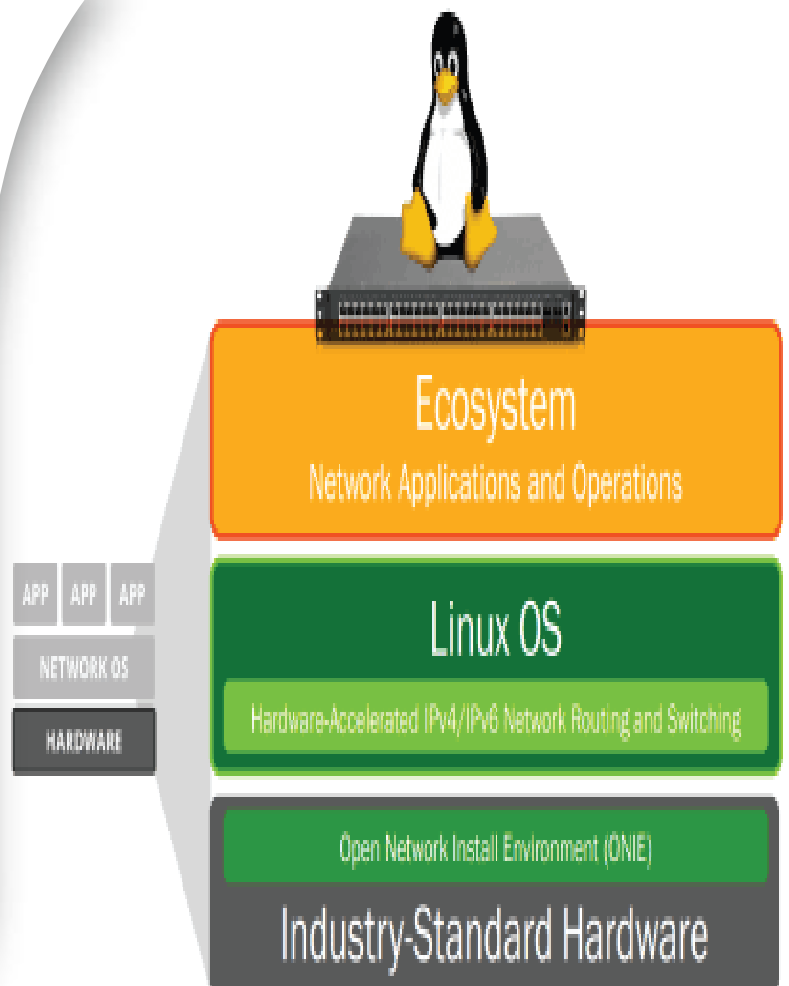 Ecosystem
Network Applications and Operations
APP APP APP
NETWORK OS
HARDWARE
Linux OS
Hardware-Accelerated IPv4/IPv6 Network Routing and Switching
Open Network Install Environment (ONIE)
Industry-Standard Hardware